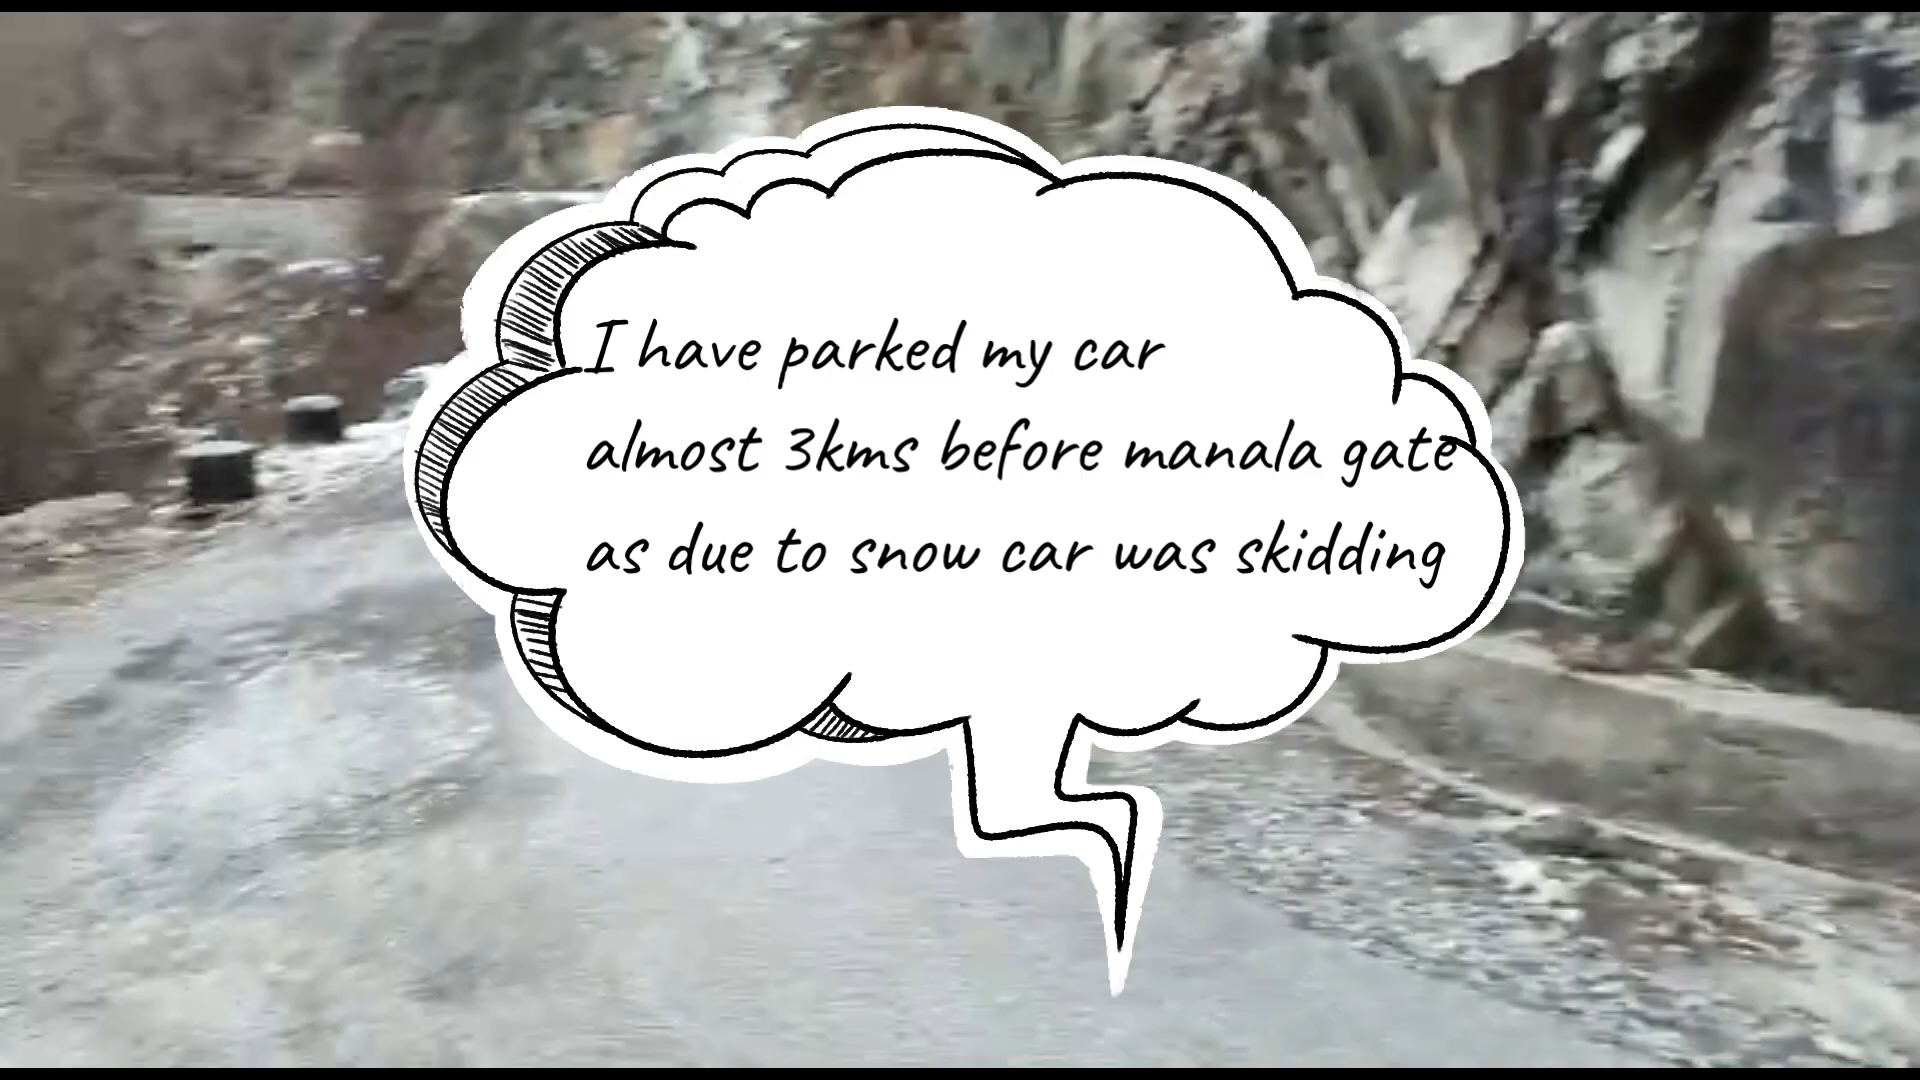 I have parked my car
almost 3kms before manala gate
as due to snow car was skidding